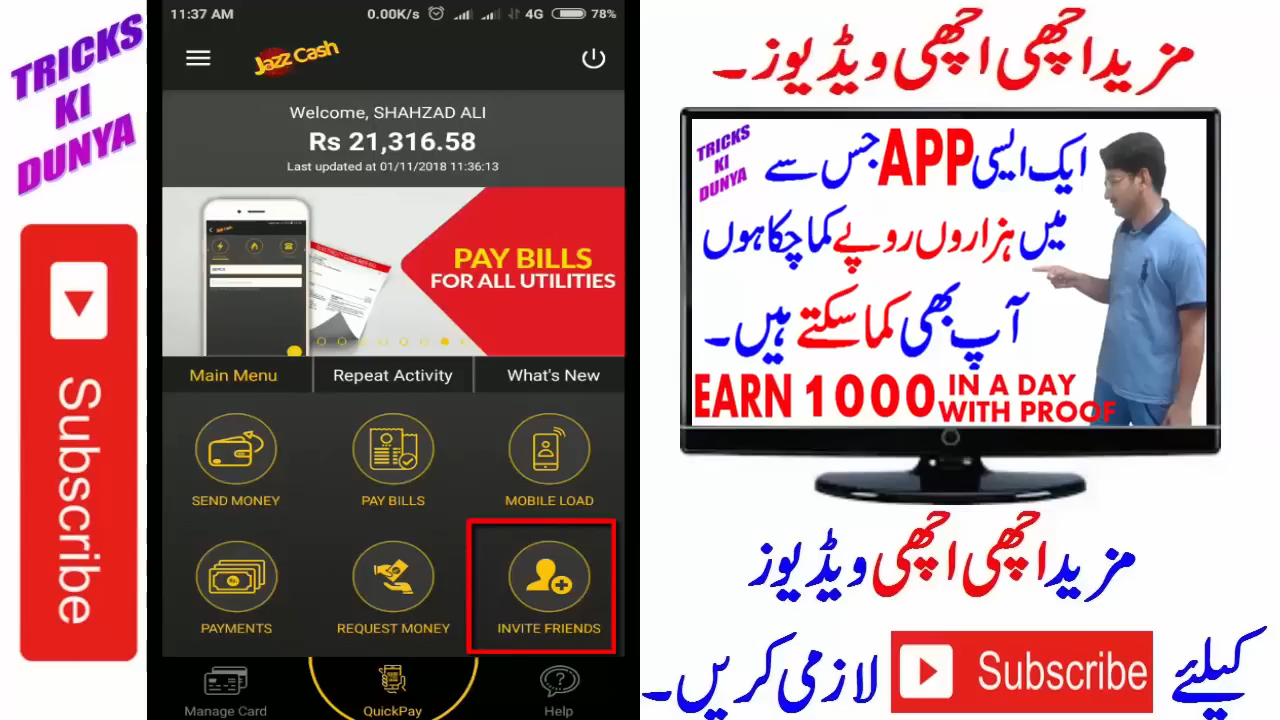 TRICKS
KI
DUNYA
Subscribe
11:37 AM
0.00K/s
4G
78%
Jazz Cash
Welcome, SHAHZAD ALI
Rs 21,316.58
Last updated at 01/11/2018 11:36:13
PAY BILLS
FOR ALL UTILITIES
Main Menu
Repeat Activity
What's New
SEND MONEY
PAY BILLS
MOBILE LOAD
PAYMENTS
REQUEST MONEY
INVITE FRIENDS
Manage Card
QuickPay
Help
مزید اچھی اچھی ویڈیوز۔
TRICKS
KI
DUNYA
ایک ایسی APP جس سے
میں ہزاروں روپے کما چکا ہوں
آپ بھی کما سکتے ہیں۔
EARN 1000 IN A DAY
WITH PROOF
مزید اچھی اچھی ویڈیوز
کیلئے Subscribe لازمی کریں۔